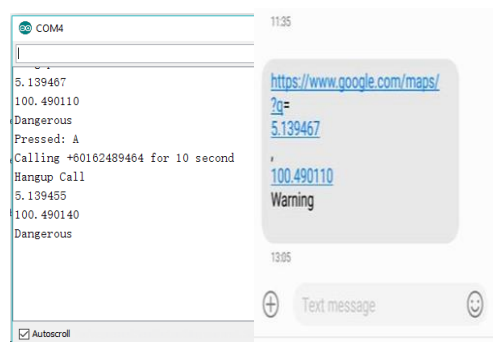 COM4
5.139467
100.490110
Dangerous
Pressed: A
Calling +60162489464 for 10 second
Hangup Call
5.139455
100.490140
Dangerous
Autoscroll
11:35
https://www.google.com/maps/
?q=
5.139467
,
100.490110
Warning
13:05
Text message